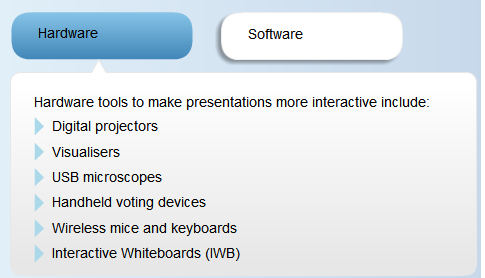 Hardware
Software
Hardware tools to make presentations more interactive include:
Digital projectors
Visualisers
USB microscopes
Handheld voting devices
Wireless mice and keyboards
Interactive Whiteboards (IWB)